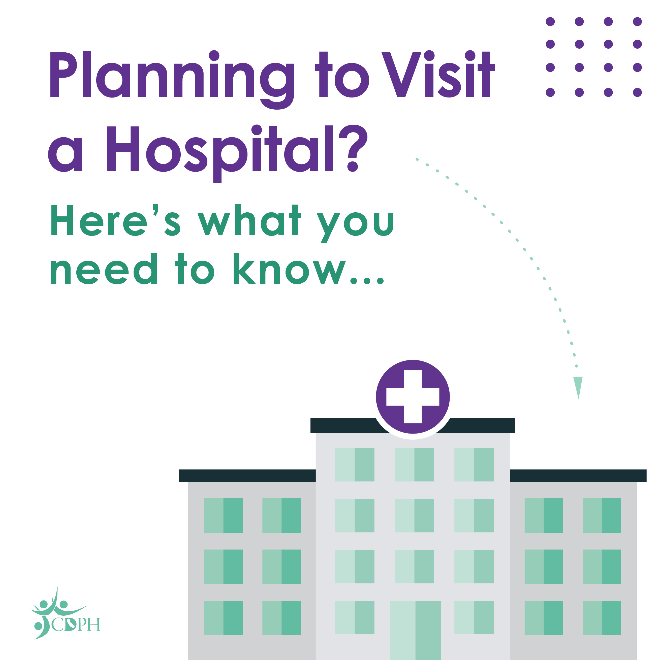 Planning to Visit
a Hospital?
Here’s what you
need to know...
CDPH